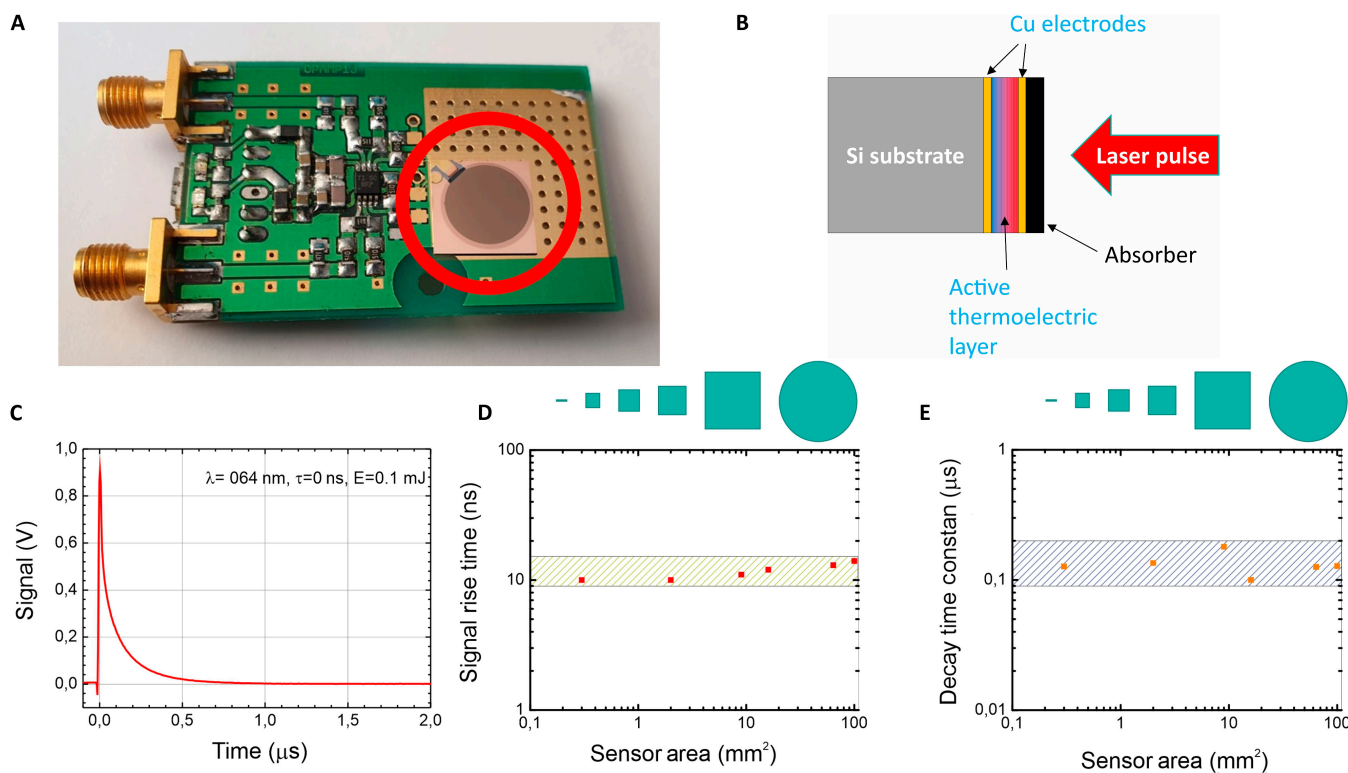 A
B
Cu electrodes
Si substrate
Laser pulse
Absorber
Active
thermoelectric
layer
C
λ= 064 nm, τ=0 ns, E=0.1 mJ
Signal (V)
1,0
0,8
0,6
0,4
0,2
0,0
0,0
0,5
1,0
1,5
2,0
Time (μs)
D
Signal rise time (ns)
100
10
1
0,1
1
10
100
Sensor area (mm²)
E
Decay time constan (μs)
1
0,1
0,01
0,1
1
10
100
Sensor area (mm²)